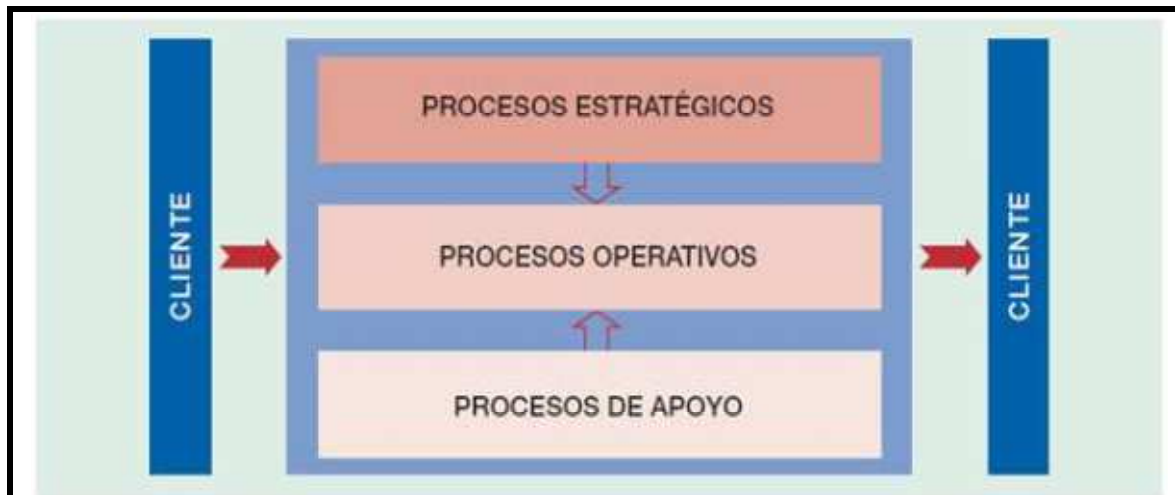 CLIENTE
PROCESOS ESTRATÉGICOS
PROCESOS OPERATIVOS
PROCESOS DE APOYO
CLIENTE